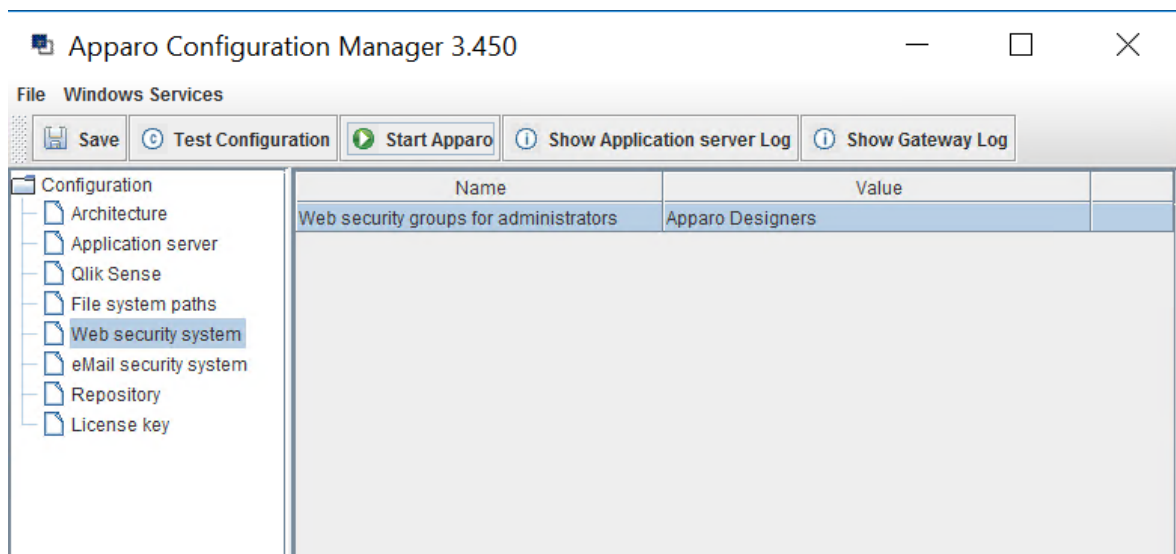 Apparo Configuration Manager 3.450
File Windows Services
Save Test Configuration Start Apparo Show Application server Log Show Gateway Log
Configuration
Architecture
Application server
Qlik Sense
File system paths
Web security system
eMail security system
Repository
License key
Name Value
Web security groups for administrators Apparo Designers